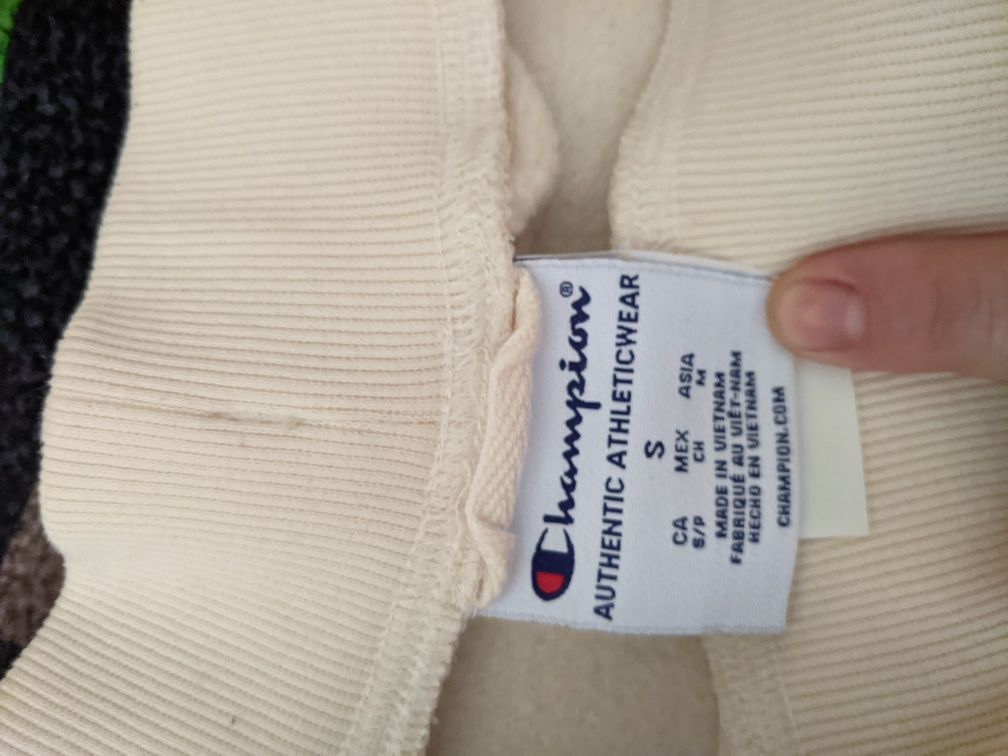 Champion®
AUTHENTIC ATHLETICWEAR
S
CA MEX ASIA
S/P CH M
MADE IN VIETNAM
FABRIQUÉ AU VIÊT-NAM
HECHO EN VIETNAM
CHAMPION.COM